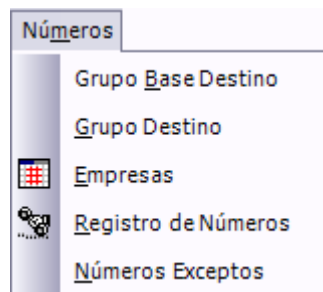 Números
Grupo Base Destino
Grupo Destino
Empresas
Registro de Números
Números Exceptos